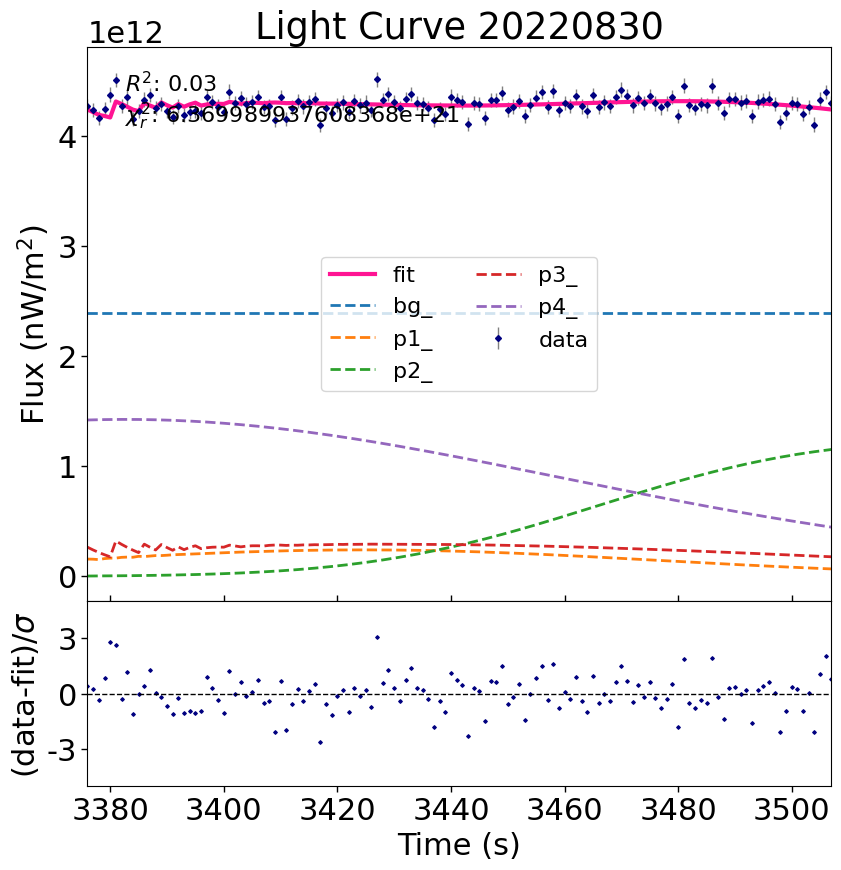 Light Curve 20220830
1e12
R²: 0.03
χ²ᵣ: 6.369989937608368e+21
Flux (nW/m²)
4
3
2
1
0
fit
bg_
p1_
p2_
p3_
p4_
data
(data-fit)/σ
3
0
-3
3380 3400 3420 3440 3460 3480 3500
Time (s)